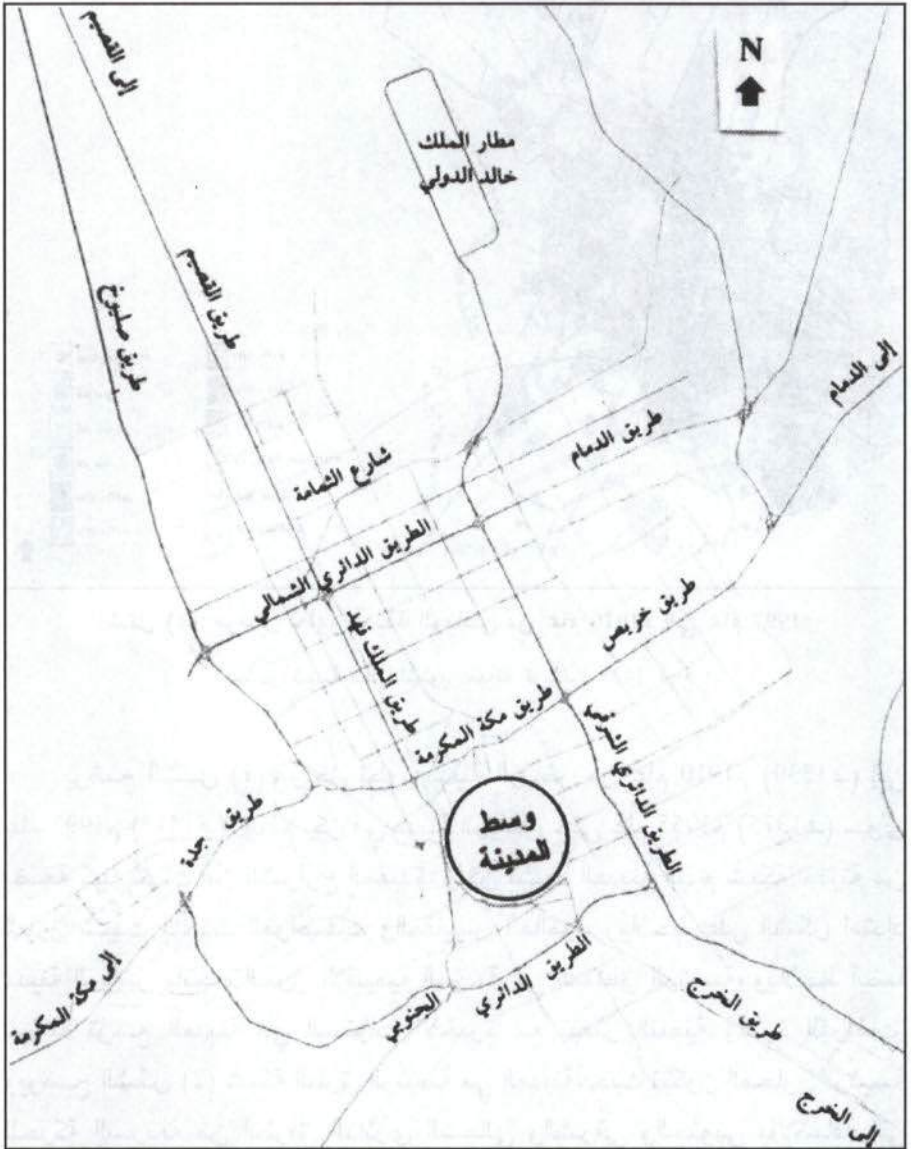 N
إلى القصيم
مطار الملك
خالد الدولي
طريق القصيم
طريق صلبوخ
إلى الدمام
طريق الدمام
شارع الثمامة
الطريق الدائري الشمالي
طريق خريص
طريق الملك فهد
طريق مكة المكرمة
الطريق الدائري الشرقي
وسط
المدينة
طريق جدة
إلى مكة المكرمة
الطريق الدائري الجنوبي
طريق الخرج
إلى الخرج